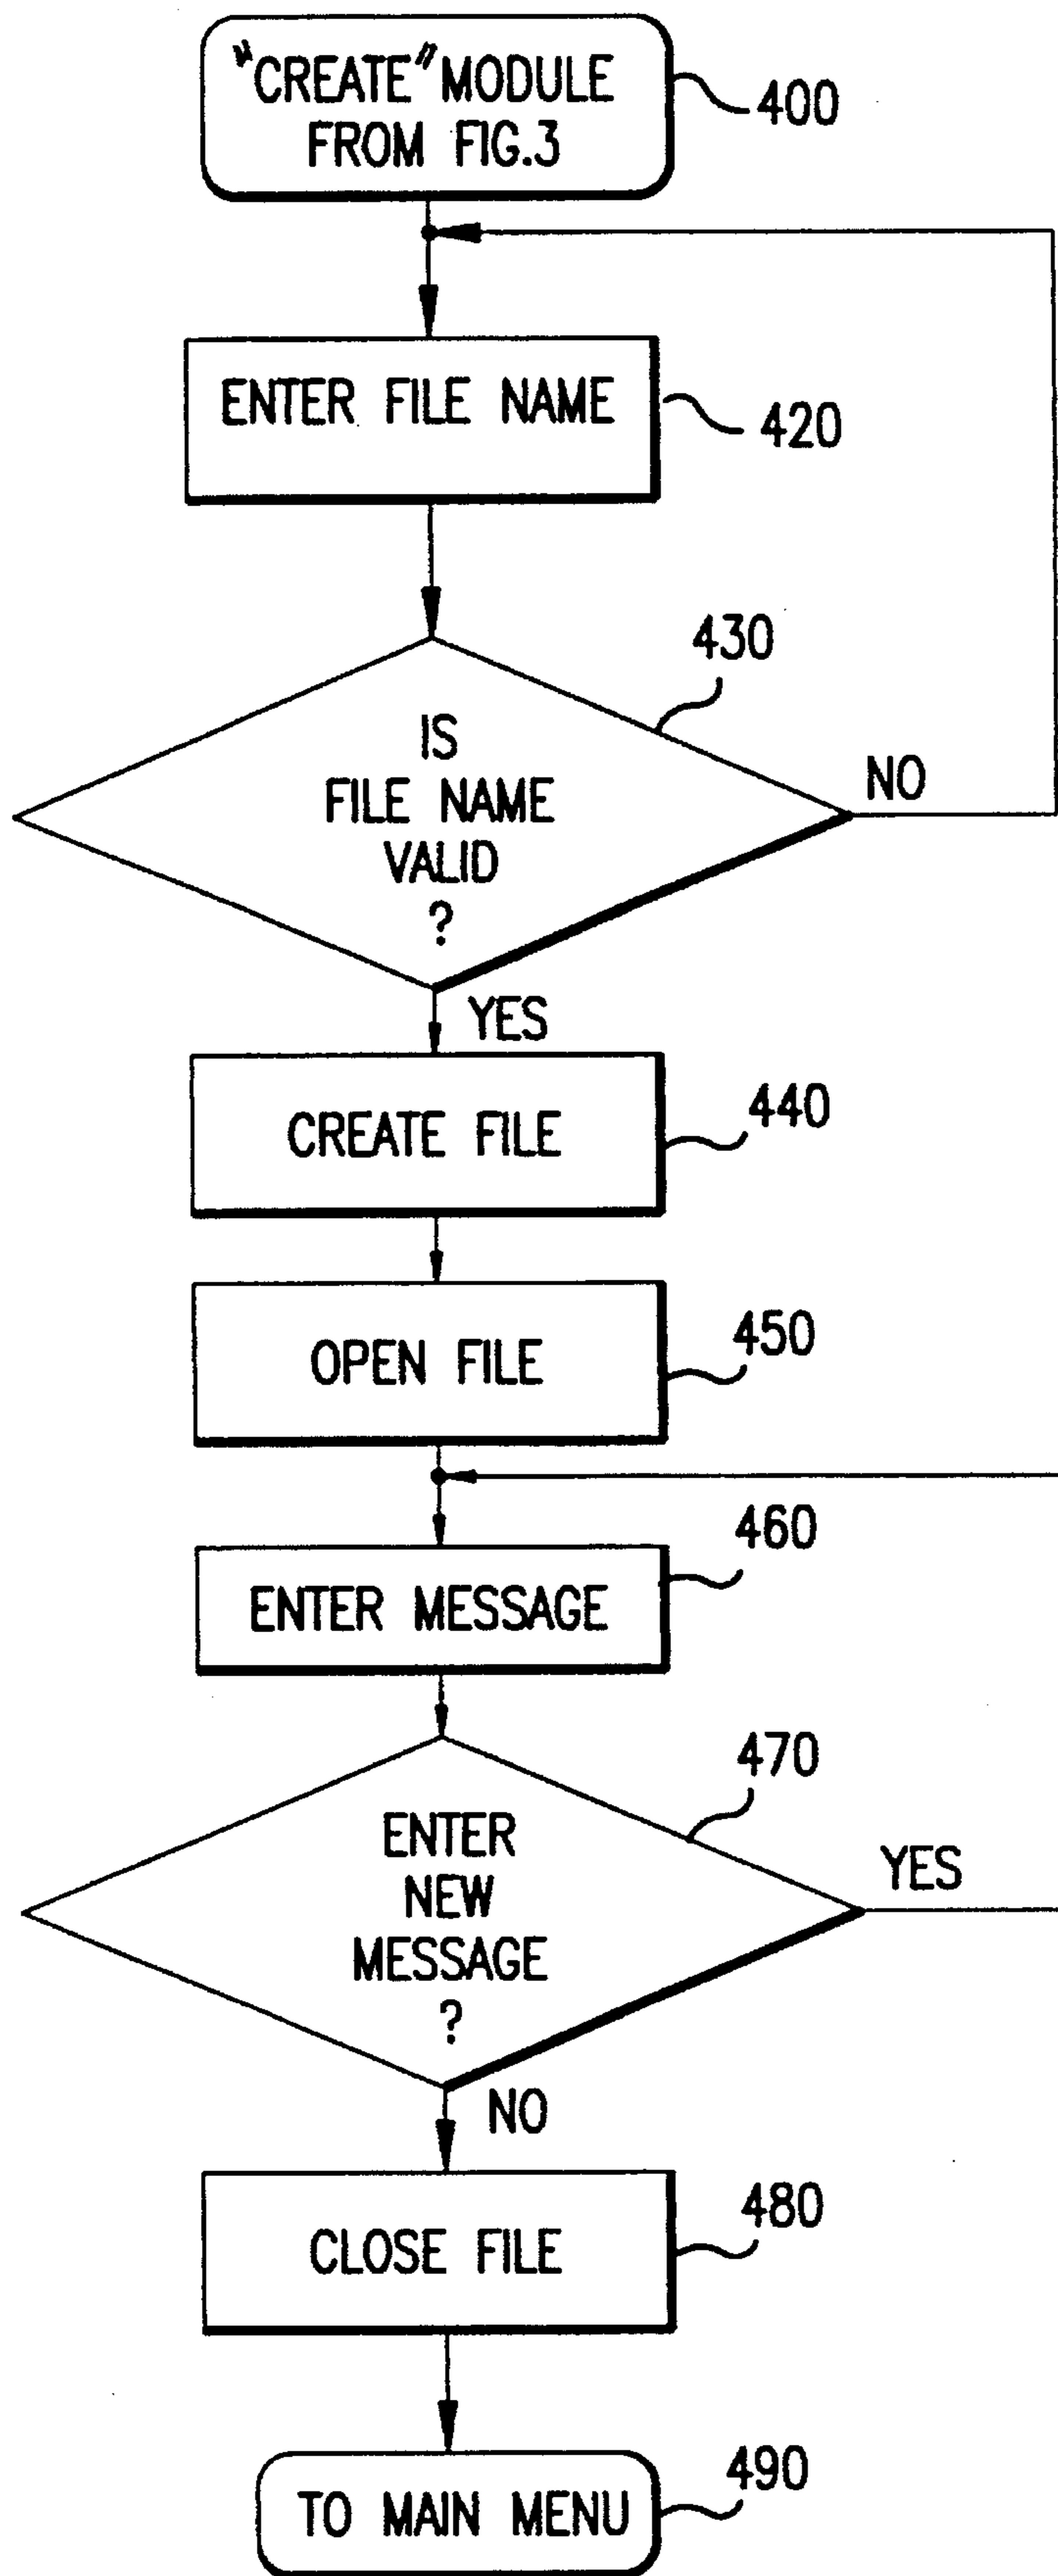 "CREATE" MODULE
FROM FIG.3
400
ENTER FILE NAME
420
430
IS
FILE NAME
VALID
?
NO
YES
CREATE FILE
440
OPEN FILE
450
ENTER MESSAGE
460
470
ENTER
NEW
MESSAGE
?
YES
NO
CLOSE FILE
480
TO MAIN MENU
490